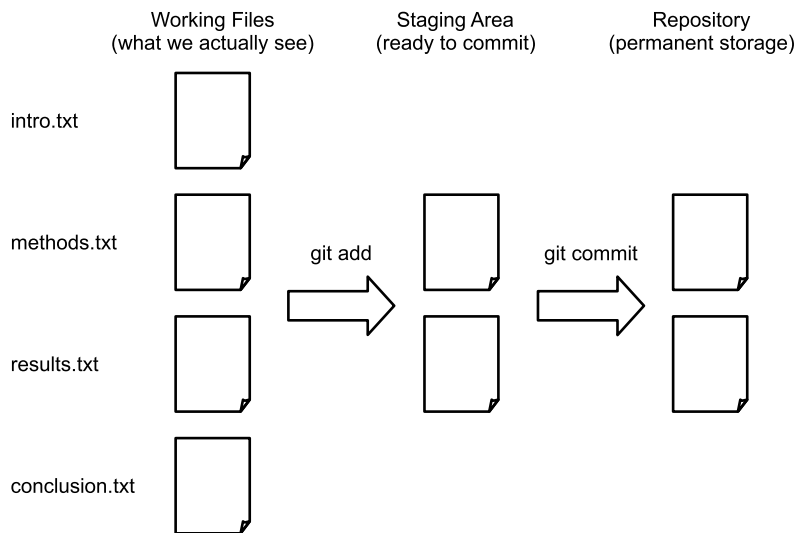 Working Files
(what we actually see)
Staging Area
(ready to commit)
Repository
(permanent storage)
intro.txt
methods.txt
git add
git commit
results.txt
conclusion.txt